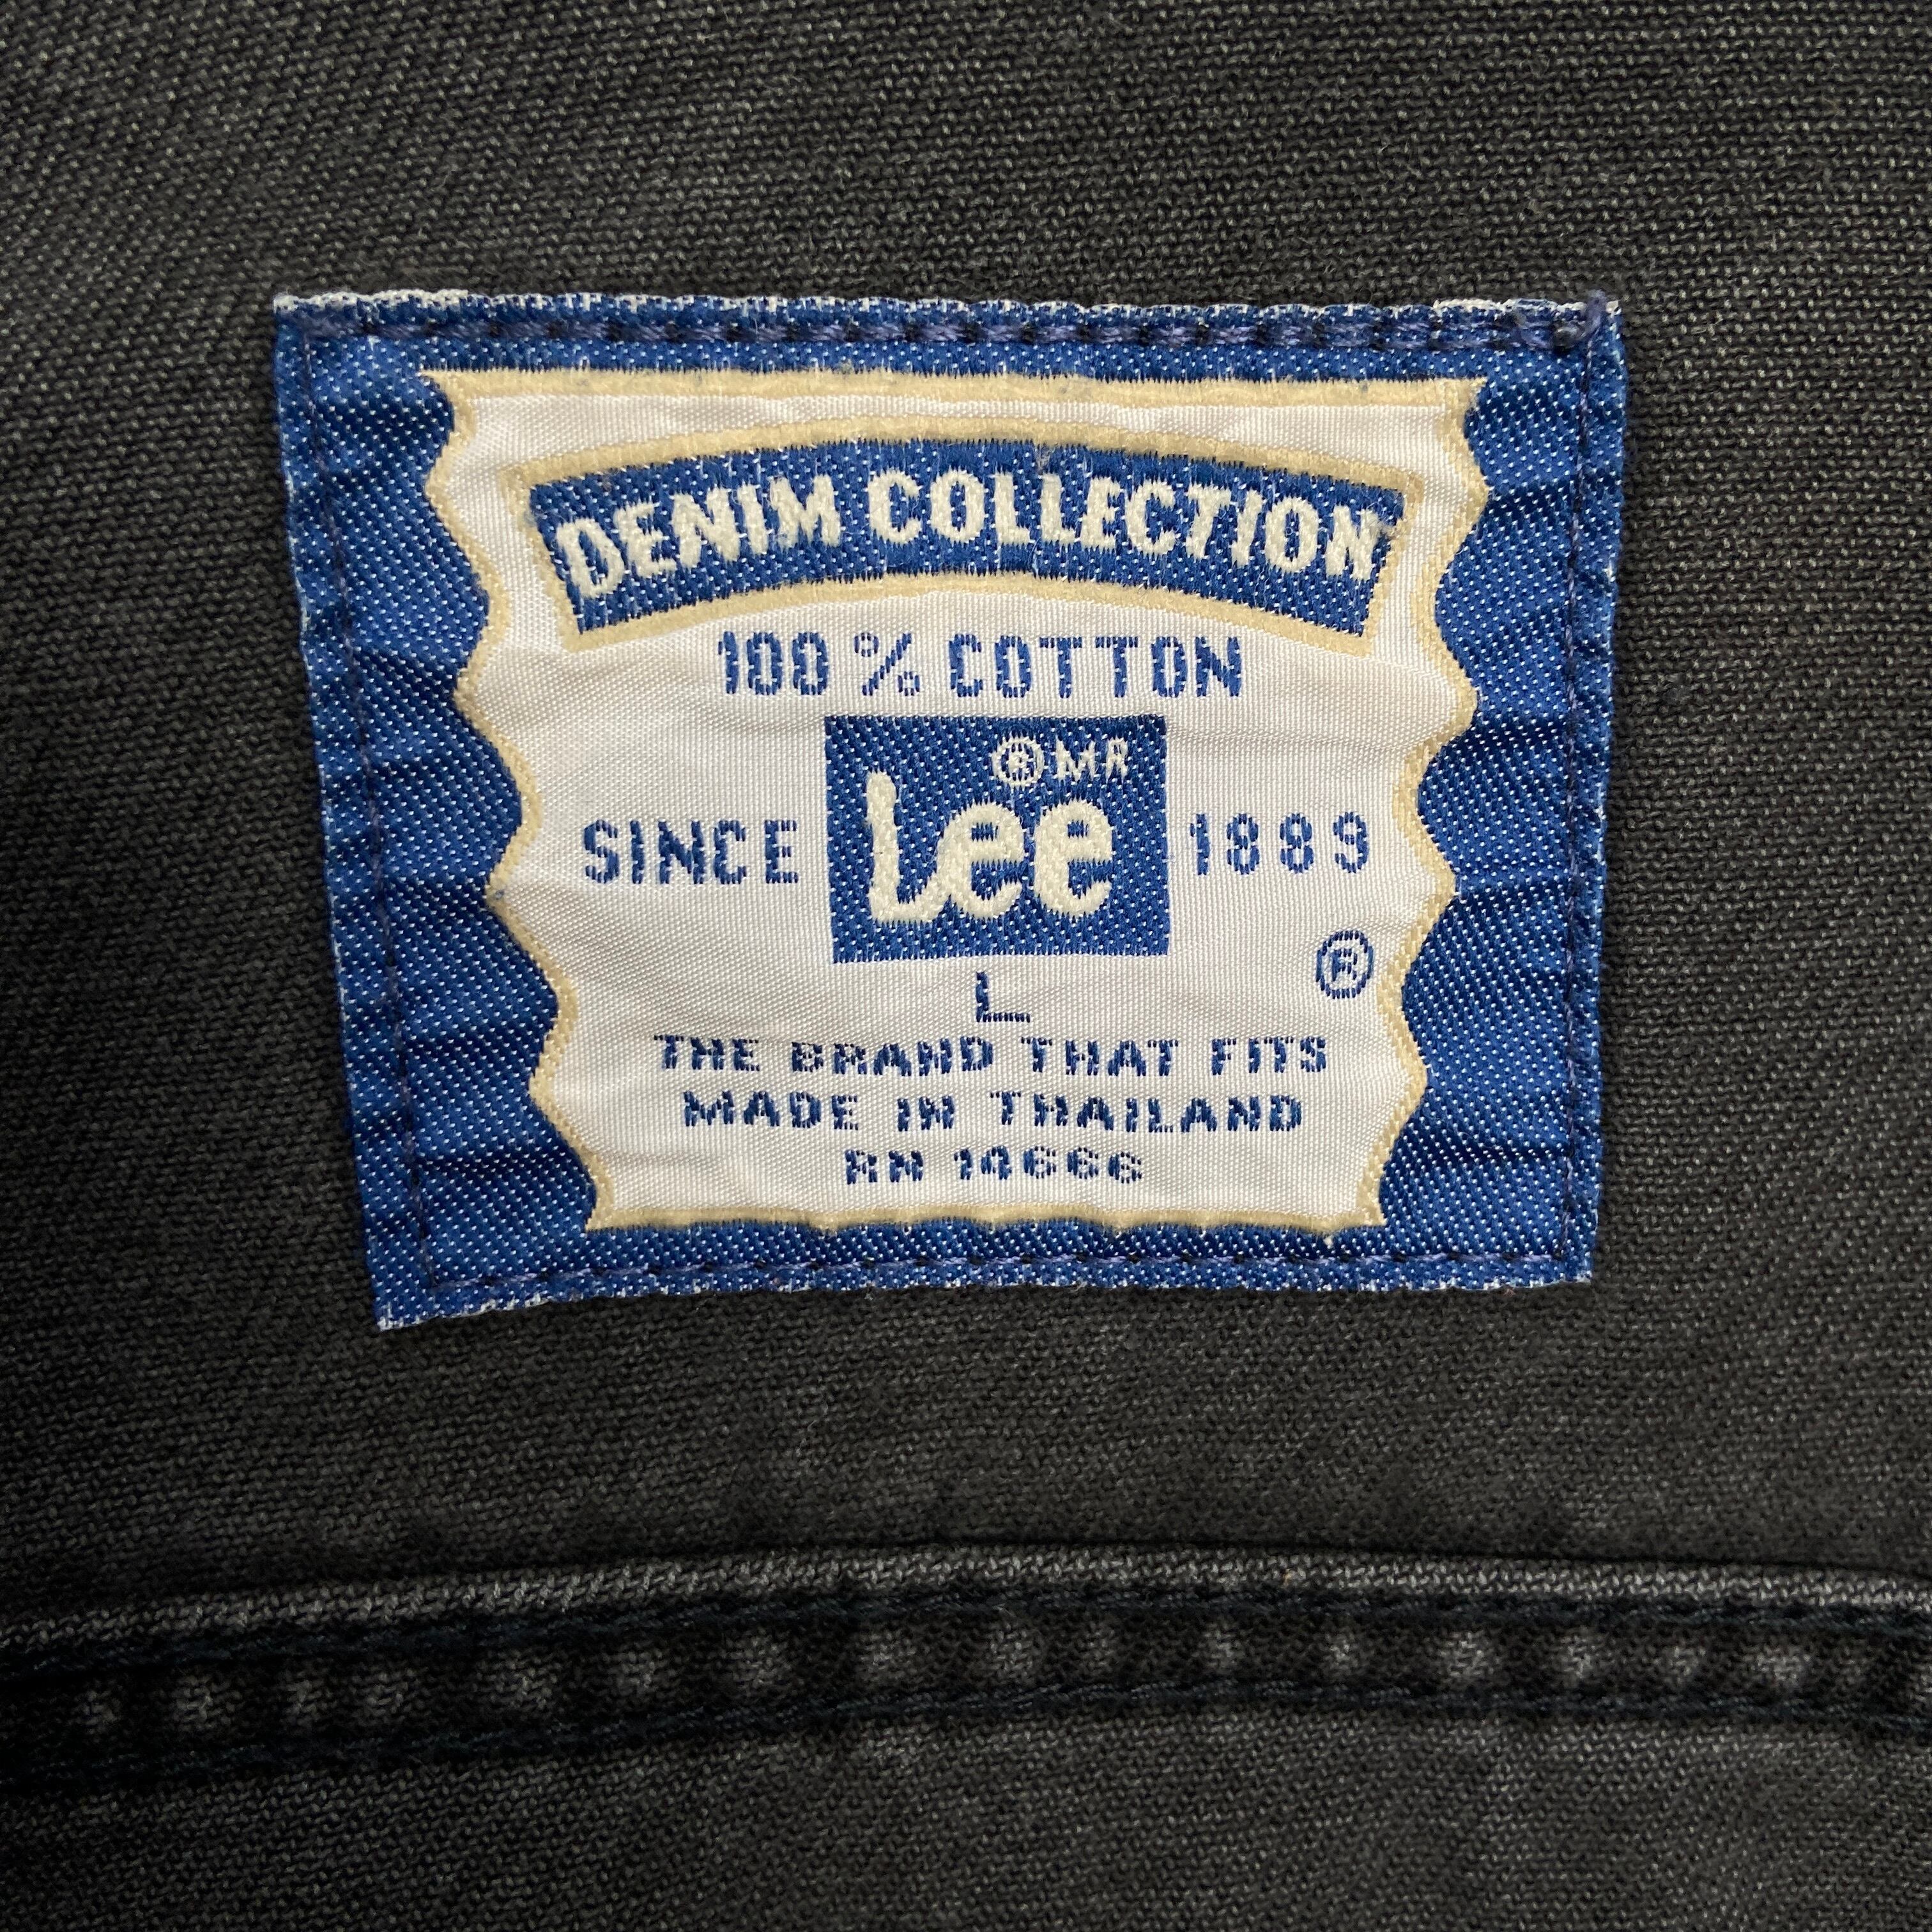 DENIM COLLECTION
100% COTTON
®MR
SINCE Lee 1889
®
L
THE BRAND THAT FITS
MADE IN THAILAND
RN 14666